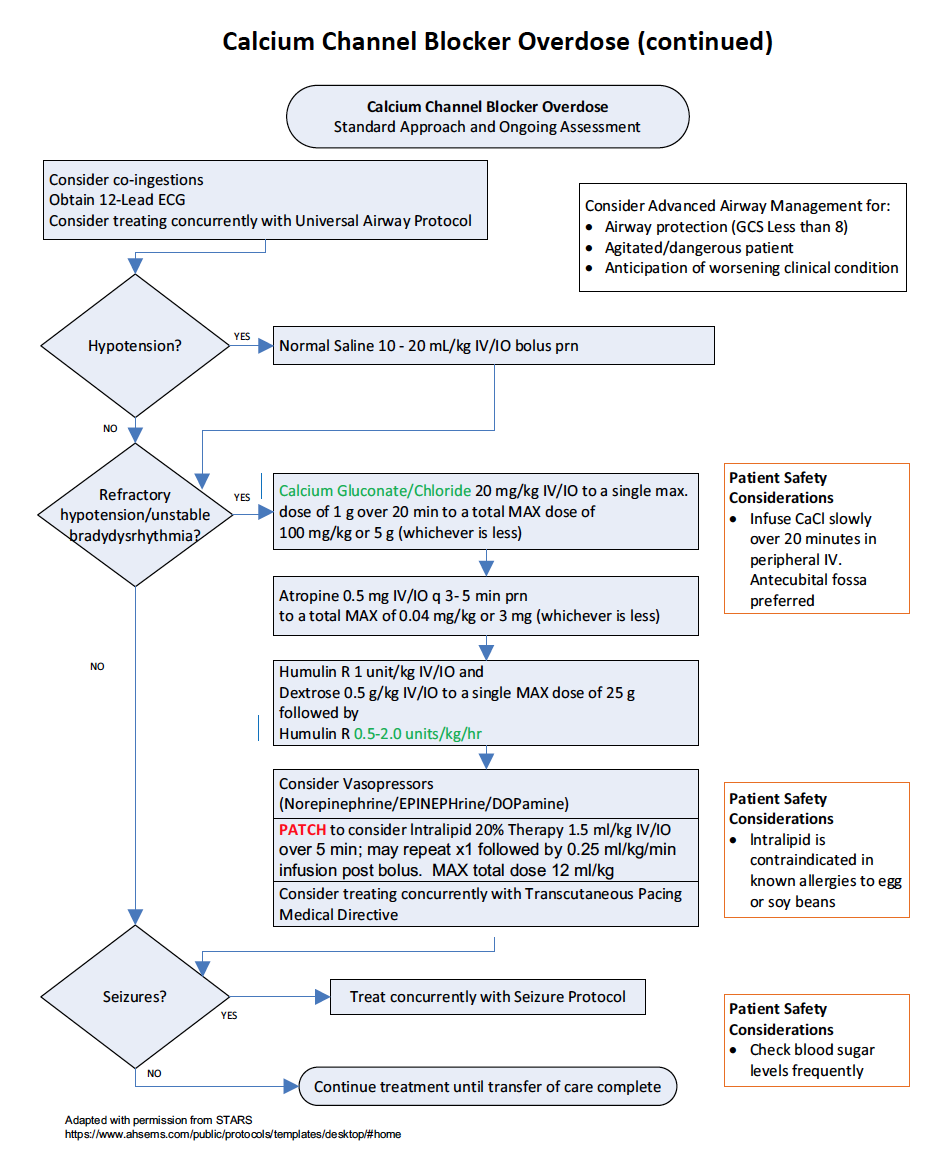 Calcium Channel Blocker Overdose (continued)
Calcium Channel Blocker Overdose
Standard Approach and Ongoing Assessment
Consider co-ingestions
Obtain 12-Lead ECG
Consider treating concurrently with Universal Airway Protocol
Consider Advanced Airway Management for:
• Airway protection (GCS Less than 8)
• Agitated/dangerous patient
• Anticipation of worsening clinical condition
Hypotension?
YES
Normal Saline 10 - 20 mL/kg IV/IO bolus prn
NO
Refractory
hypotension/unstable
bradydysrhythmia?
YES
Calcium Gluconate/Chloride 20 mg/kg IV/IO to a single max.
dose of 1 g over 20 min to a total MAX dose of
100 mg/kg or 5 g (whichever is less)
Patient Safety
Considerations
• Infuse CaCl slowly
over 20 minutes in
peripheral IV.
Antecubital fossa
preferred
Atropine 0.5 mg IV/IO q 3- 5 min prn
to a total MAX of 0.04 mg/kg or 3 mg (whichever is less)
NO
Humulin R 1 unit/kg IV/IO and
Dextrose 0.5 g/kg IV/IO to a single MAX dose of 25 g
followed by
Humulin R 0.5-2.0 units/kg/hr
Consider Vasopressors
(Norepinephrine/EPINEPHrine/DOPamine)
PATCH to consider Intralipid 20% Therapy 1.5 ml/kg IV/IO
over 5 min; may repeat x1 followed by 0.25 ml/kg/min
infusion post bolus.  MAX total dose 12 ml/kg
Consider treating concurrently with Transcutaneous Pacing
Medical Directive
Patient Safety
Considerations
• Intralipid is
contraindicated in
known allergies to egg
or soy beans
Seizures?
YES
Treat concurrently with Seizure Protocol
Patient Safety
Considerations
• Check blood sugar
levels frequently
NO
Continue treatment until transfer of care complete
Adapted with permission from STARS
https://www.ahsems.com/public/protocols/templates/desktop/#home